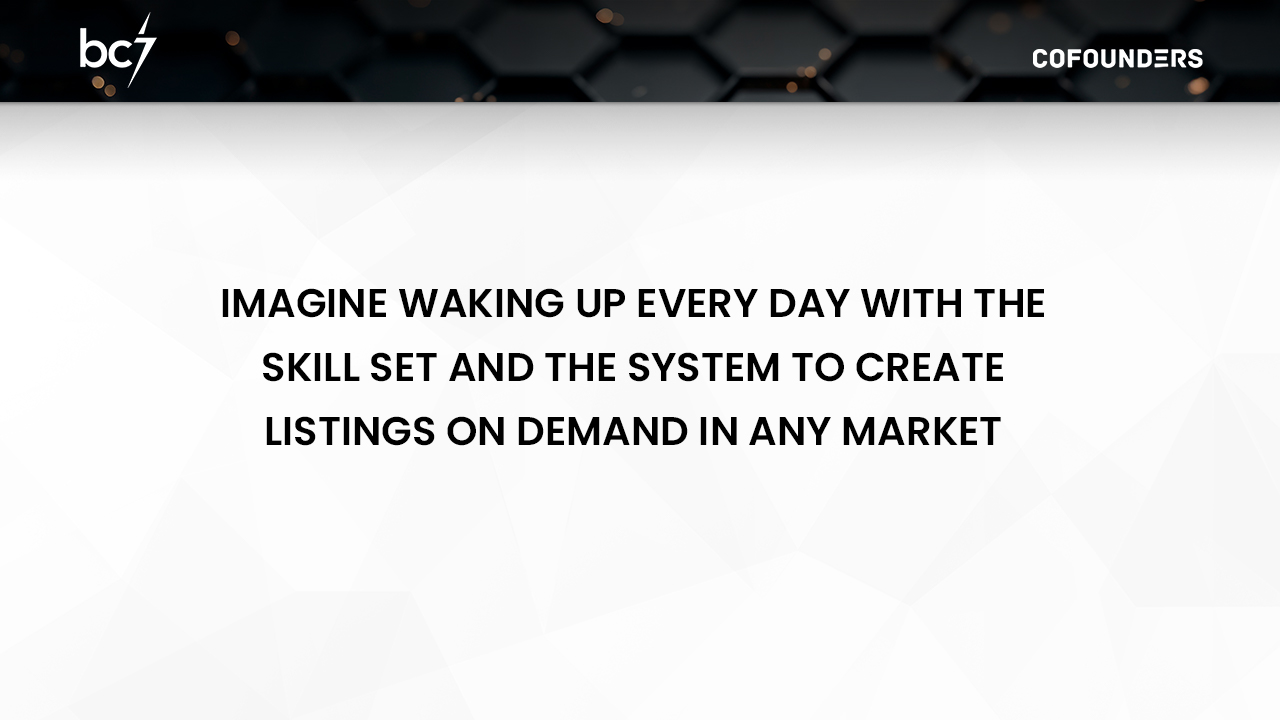 bc7
COFOUNDERS
IMAGINE WAKING UP EVERY DAY WITH THE
SKILL SET AND THE SYSTEM TO CREATE
LISTINGS ON DEMAND IN ANY MARKET